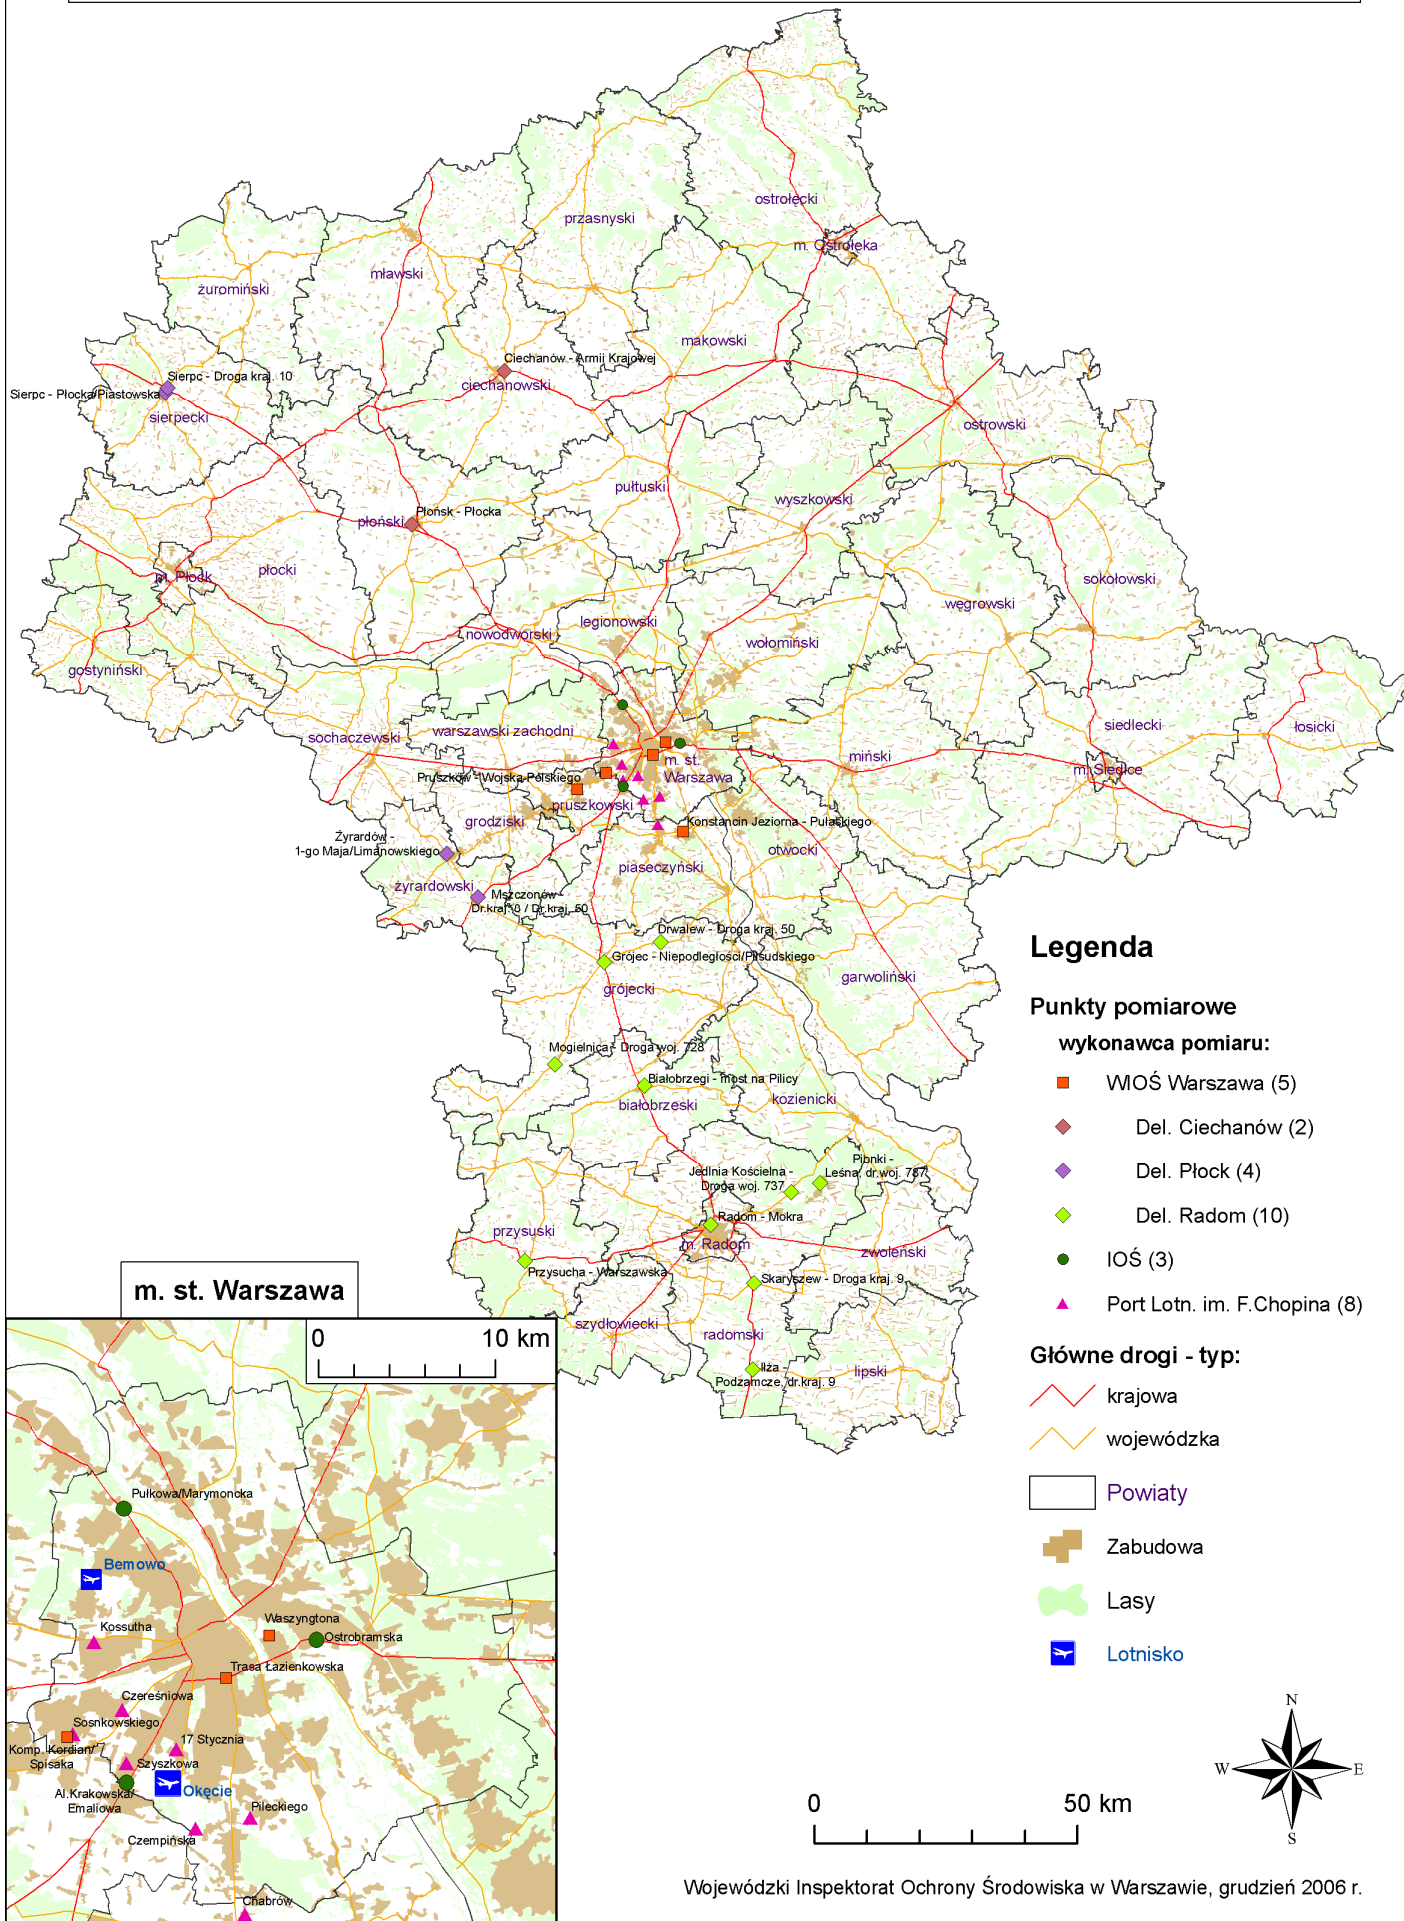 ostrołęcki
przasnyski
m. Ostrołęka
mławski
żuromiński
makowski
Ciechanów - Armii Krajowej
ciechanowski
Sierpc - Droga kraj. 10
Sierpc - Płocka/Piastowska
sierpecki
ostrowski
pułtuski
wyszkowski
Płońsk - Płocka
płoński
płocki
m. Płock
sokołowski
węgrowski
legionowski
nowodworski
wołomiński
gostyniński
siedlecki
łosicki
warszawski zachodni
sochaczewski
m. st.
Warszawa
miński
m. Siedlce
Pruszków - Wojska Polskiego
pruszkowski
grodziski
Konstancin Jeziorna - Pułaskiego
Żyrardów -
1-go Maja/Limanowskiego
otwocki
piaseczyński
żyrardowski
Mszczonów -
Dr.kraj. 8 / Dr.kraj. 50
Drwalew - Droga kraj. 50
Grójec - Niepodległości/Piłsudskiego
grójecki
garwoliński
Mogielnica - Droga woj. 728
Białobrzegi - most na Pilicy
białobrzeski
kozienicki
Pionki -
Leśna, dr.woj. 787
Jedlnia Kościelna -
Droga woj. 737
Radom - Mokra
m. Radom
przysuski
zwoleński
Przysucha - Warszawska
Skaryszew - Droga kraj. 9
szydłowiecki
radomski
Iłża -
Podzamcze, dr.kraj. 9
lipski
Legenda
Punkty pomiarowe
wykonawca pomiaru:
WIOŚ Warszawa (5)
Del. Ciechanów (2)
Del. Płock (4)
Del. Radom (10)
IOŚ (3)
Port Lotn. im. F.Chopina (8)
Główne drogi - typ:
krajowa
wojewódzka
Powiaty
Zabudowa
Lasy
Lotnisko
m. st. Warszawa
0 10 km
Pułkowa/Marymoncka
Bemowo
Kossutha
Waszyngtona
Ostrobramska
Trasa Łazienkowska
Czereśniowa
Sosnkowskiego
17 Stycznia
Komp. Kordian/
Spisaka
Szyszkowa
Okęcie
Al.Krakowska/
Emaliowa
Pileckiego
Czempińska
Chabrów
N
W E
S
0 50 km
Wojewódzki Inspektorat Ochrony Środowiska w Warszawie, grudzień 2006 r.